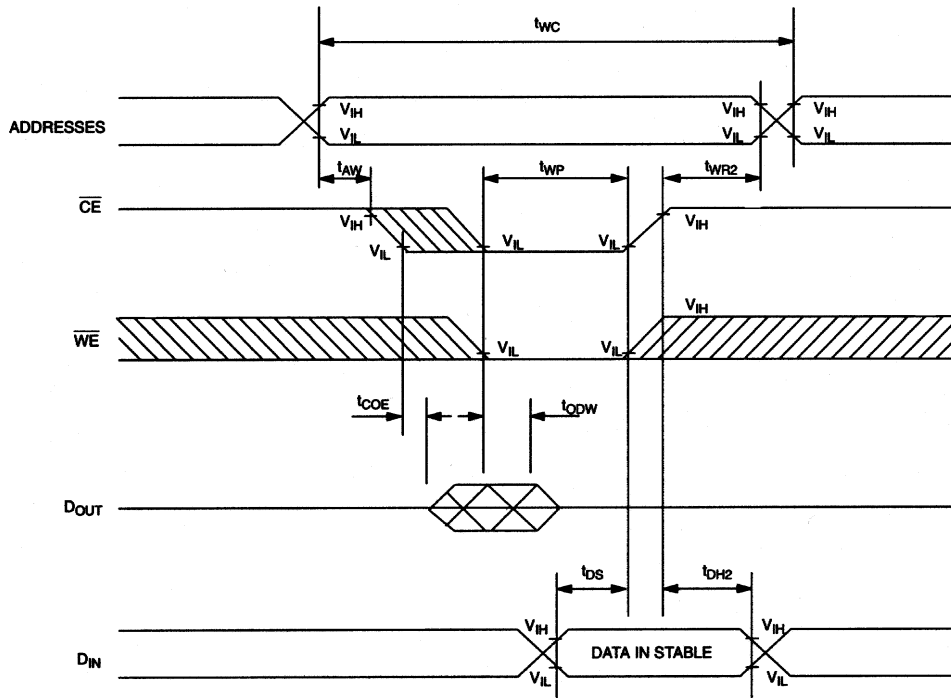 tWC
ADDRESSES
VIH
VIL
VIH
VIL
VIH
VIL
tAW
tWP
tWR2
CE
VIH
VIL
VIL
VIL
VIH
WE
VIL
VIL
VIH
tCOE
tODW
DOUT
tDS
tDH2
DIN
VIH
VIL
DATA IN STABLE
VIH
VIL